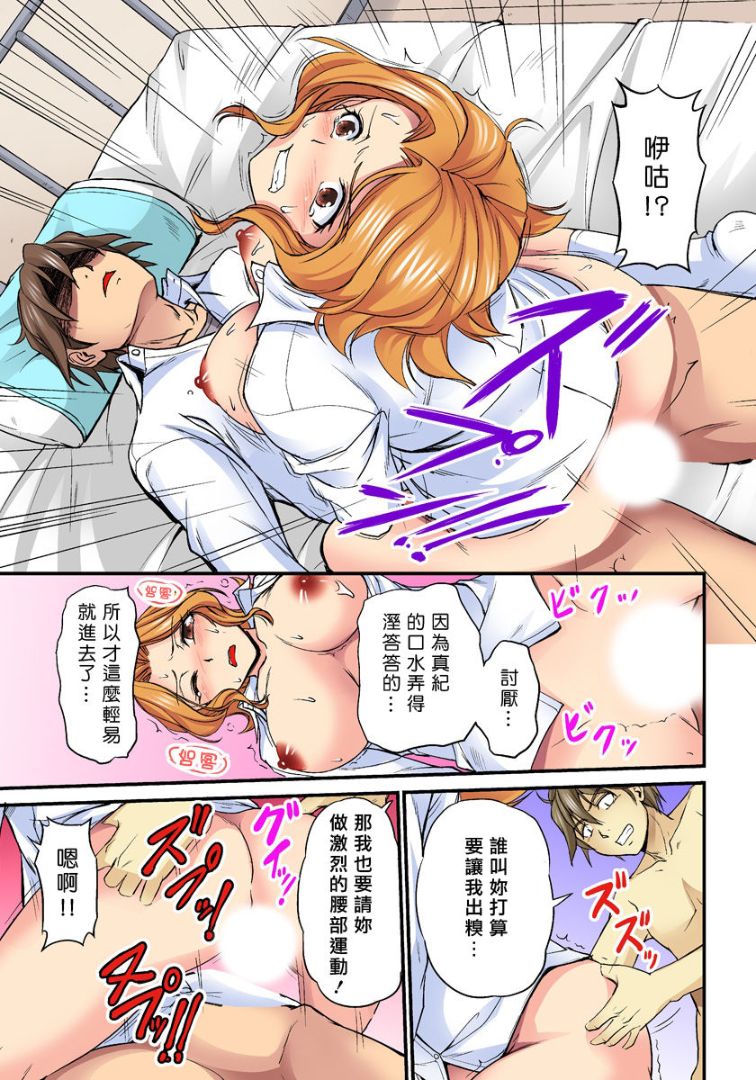 咿咕
!?
ズ
プ。
ビクッ
ビクッ
討厭…
因為真紀
的口水弄得
溼答答的…
所以才這麼輕易
就進去了…
ズズッ
誰叫妳打算
要讓我出糗…
那我也要請妳
做激烈的腰部運動！
グイッ
ズプッ!
嗯啊!!
ヌプッ!!